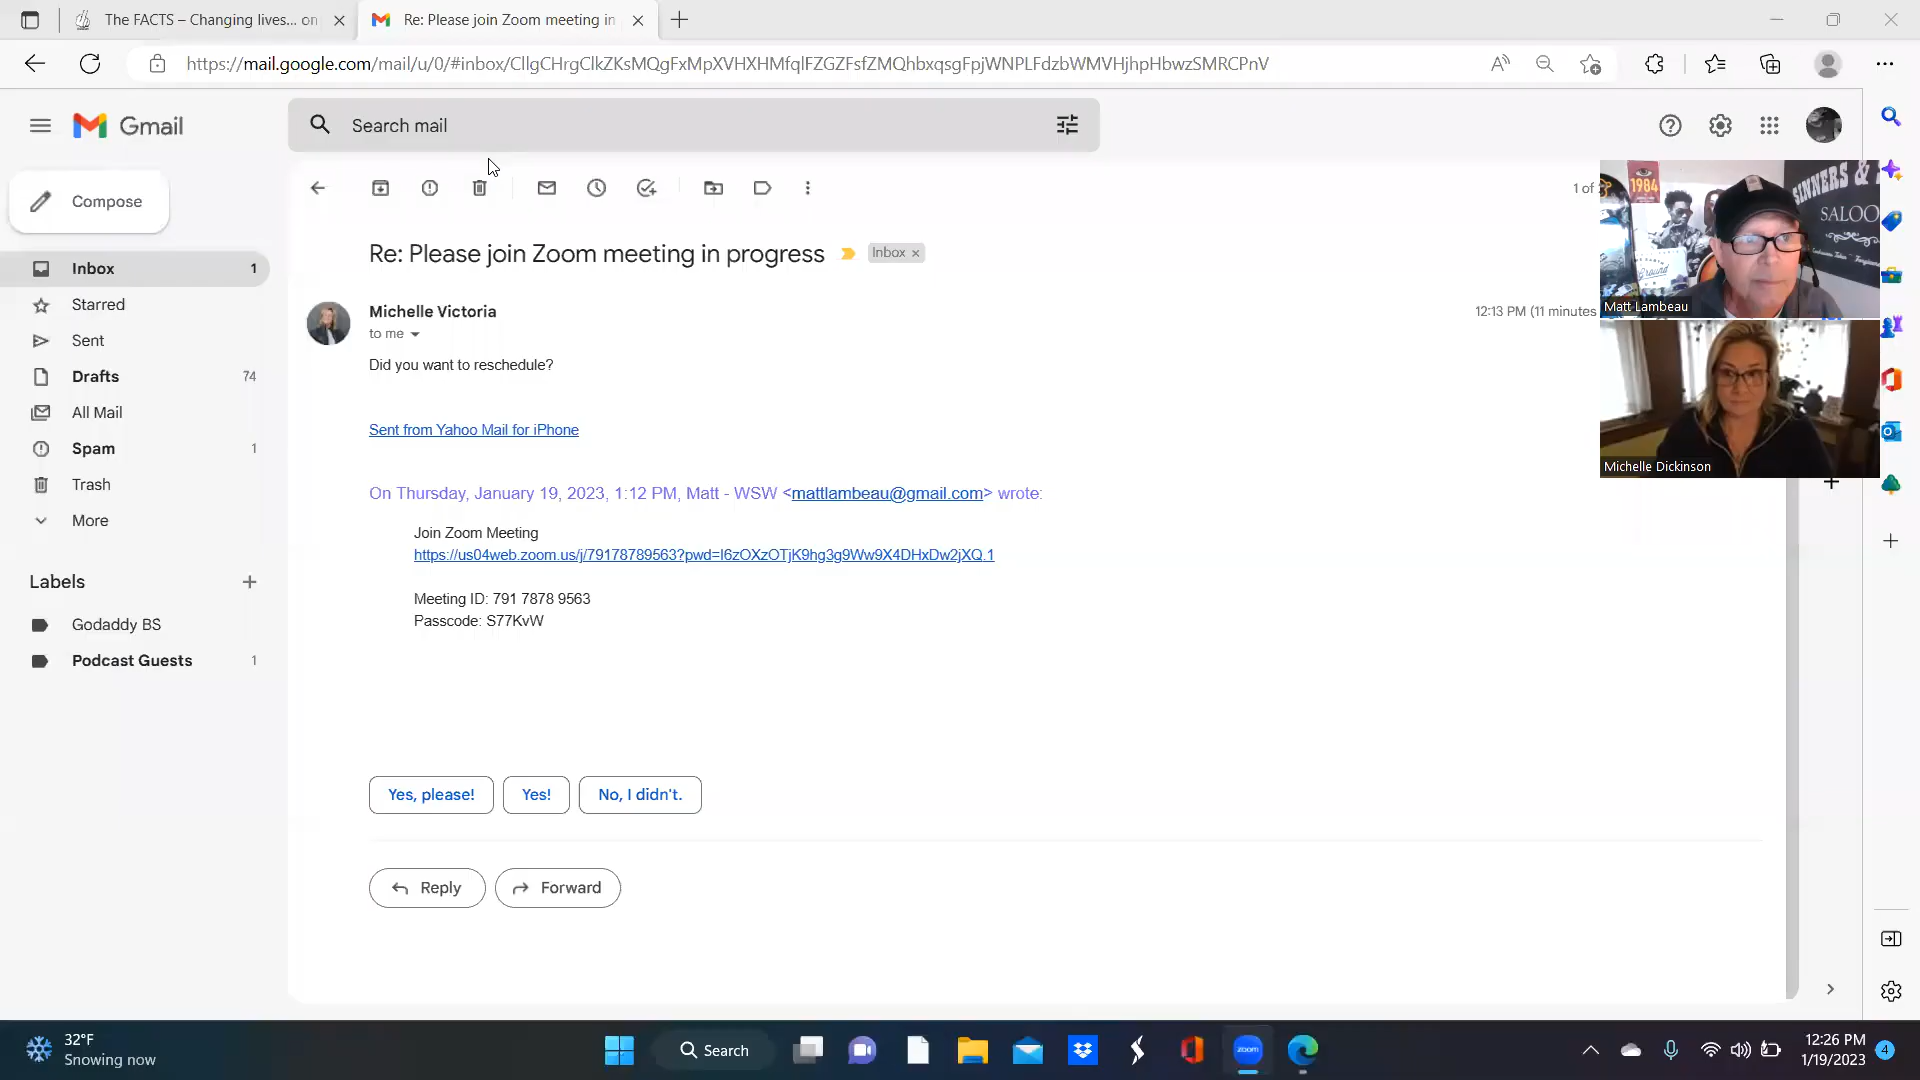 The FACTS – Changing lives... on
Re: Please join Zoom meeting in
https://mail.google.com/mail/u/0/#inbox/CllgCHrgClkZKsMQgFxMpXVHXHMfqlFZGZFsfZMQhbxqsgFpjWNPLFdzbWMVHjhpHbwzSMRCPnV
Gmail
Search mail
Compose
1 of
Inbox 1
Starred
Sent
Drafts 74
All Mail
Spam 1
Trash
More
Labels
Godaddy BS
Podcast Guests 1
Re: Please join Zoom meeting in progress
Inbox ×
Michelle Victoria
12:13 PM (11 minutes
to me
Did you want to reschedule?
Sent from Yahoo Mail for iPhone
On Thursday, January 19, 2023, 1:12 PM, Matt - WSW <mattlambeau@gmail.com> wrote:
Join Zoom Meeting
https://us04web.zoom.us/j/79178789563?pwd=I6zOXzOTjK9hg3g9Ww9X4DHxDw2jXQ.1
Meeting ID: 791 7878 9563
Passcode: S77KvW
Yes, please!
Yes!
No, I didn't.
Reply
Forward
1984
SINNERS &
SALOO
Ground
Matt Lambeau
Michelle Dickinson
32°F
Snowing now
Search
zoom
12:26 PM
1/19/2023
4